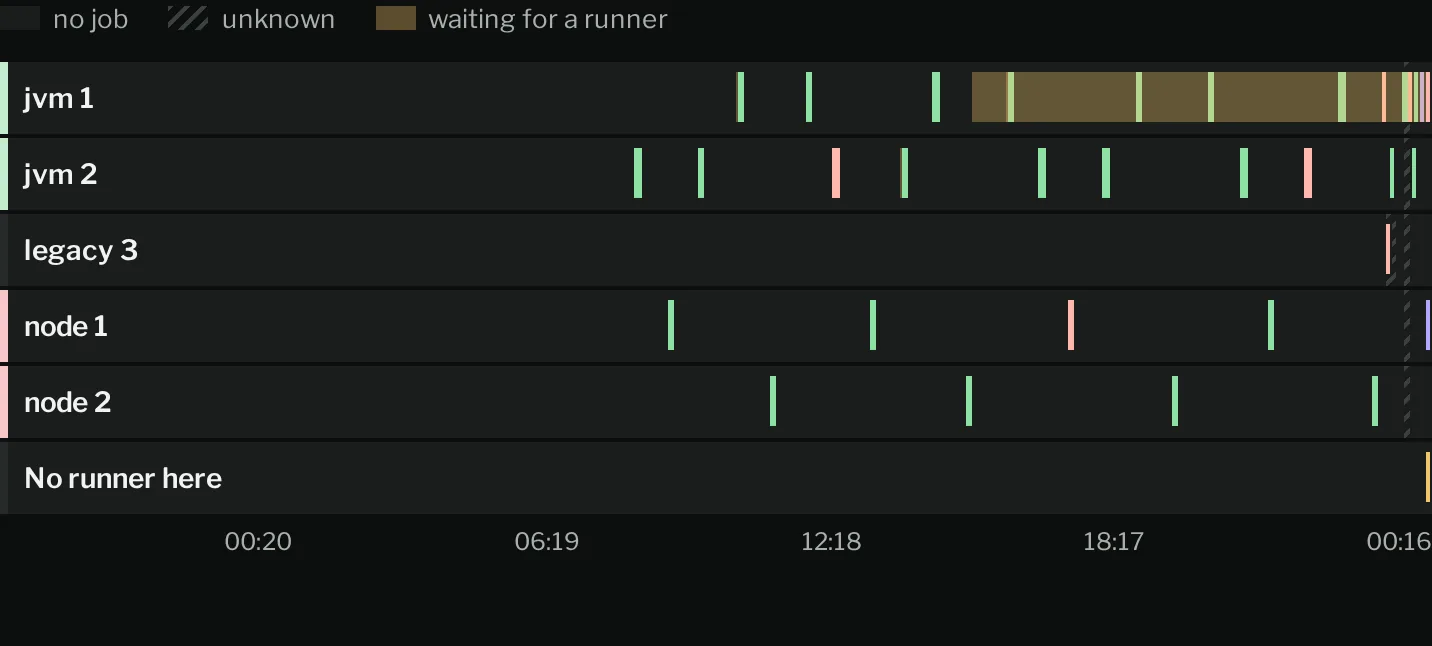 no job unknown waiting for a runner
jvm 1
jvm 2
legacy 3
node 1
node 2
No runner here
00:20 06:19 12:18 18:17 00:16